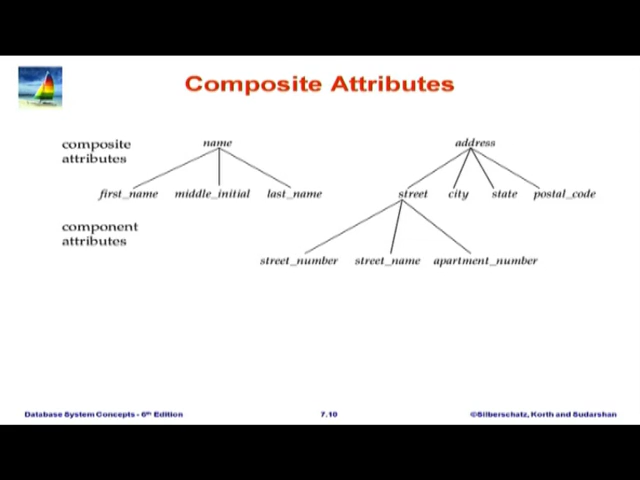 Composite Attributes
composite
attributes
name
address
first_name middle_initial last_name
street city state postal_code
component
attributes
street_number street_name apartment_number
Database System Concepts - 6th Edition
7.10
©Silberschatz, Korth and Sudarshan